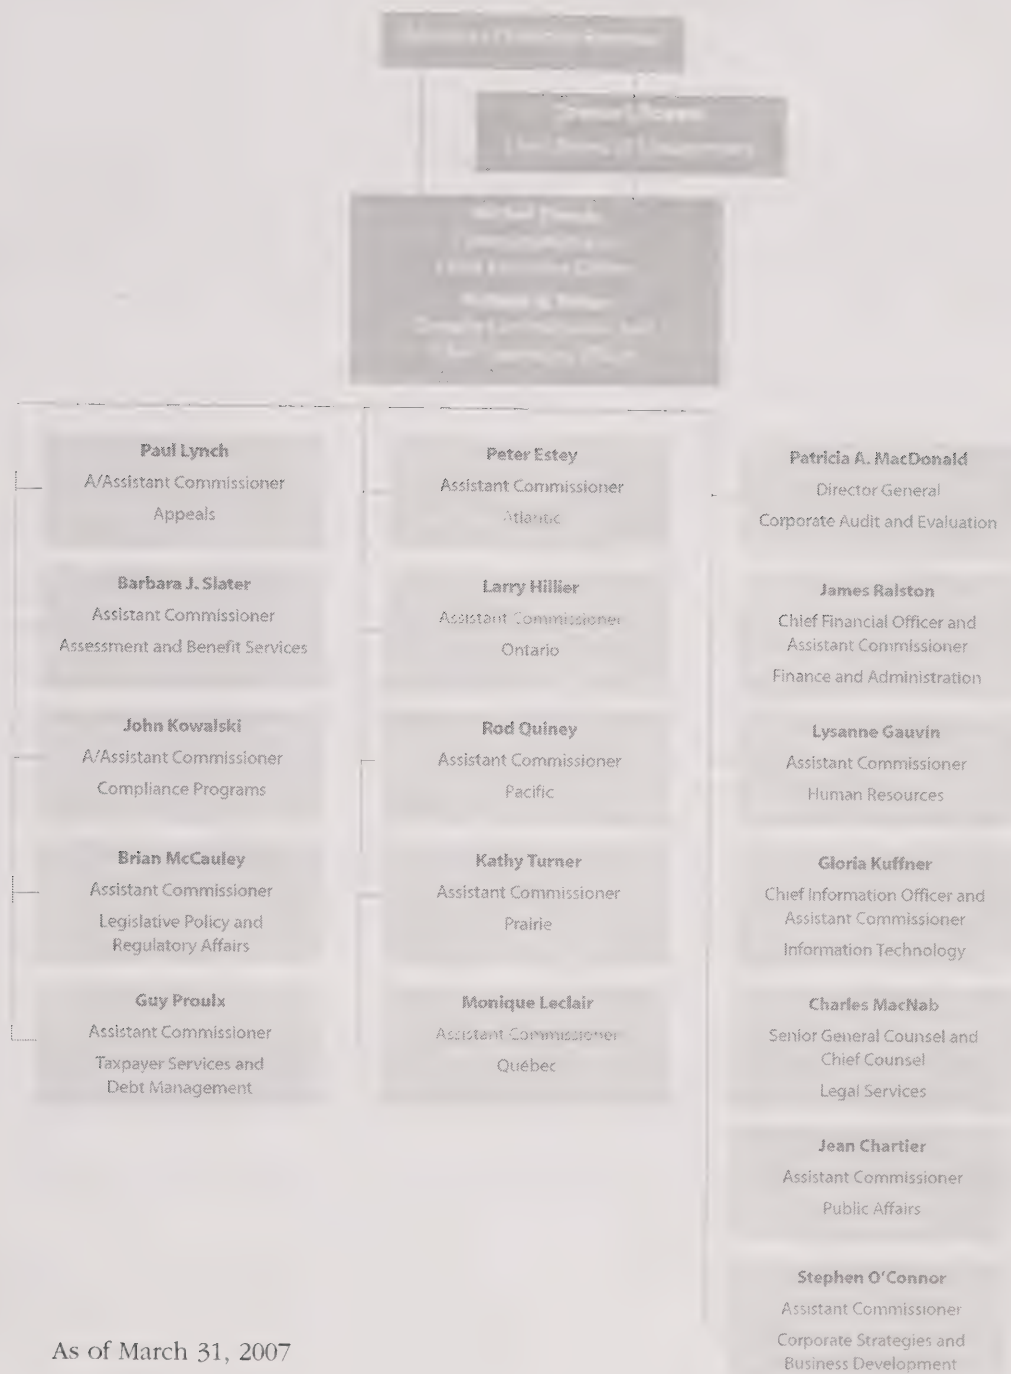 Paul Lynch
A/Assistant Commissioner
Appeals
Barbara J. Slater
Assistant Commissioner
Assessment and Benefit Services
John Kowalski
A/Assistant Commissioner
Compliance Programs
Brian McCauley
Assistant Commissioner
Legislative Policy and
Regulatory Affairs
Guy Proulx
Assistant Commissioner
Taxpayer Services and
Debt Management
Peter Estey
Assistant Commissioner
Atlantic
Larry Hillier
Assistant Commissioner
Ontario
Rod Quiney
Assistant Commissioner
Pacific
Kathy Turner
Assistant Commissioner
Prairie
Monique Leclair
Assistant Commissioner
Québec
Patricia A. MacDonald
Director General
Corporate Audit and Evaluation
James Ralston
Chief Financial Officer and
Assistant Commissioner
Finance and Administration
Lysanne Gauvin
Assistant Commissioner
Human Resources
Gloria Kuffner
Chief Information Officer and
Assistant Commissioner
Information Technology
Charles MacNab
Senior General Counsel and
Chief Counsel
Legal Services
Jean Chartier
Assistant Commissioner
Public Affairs
Stephen O'Connor
Assistant Commissioner
Corporate Strategies and
Business Development
As of March 31, 2007